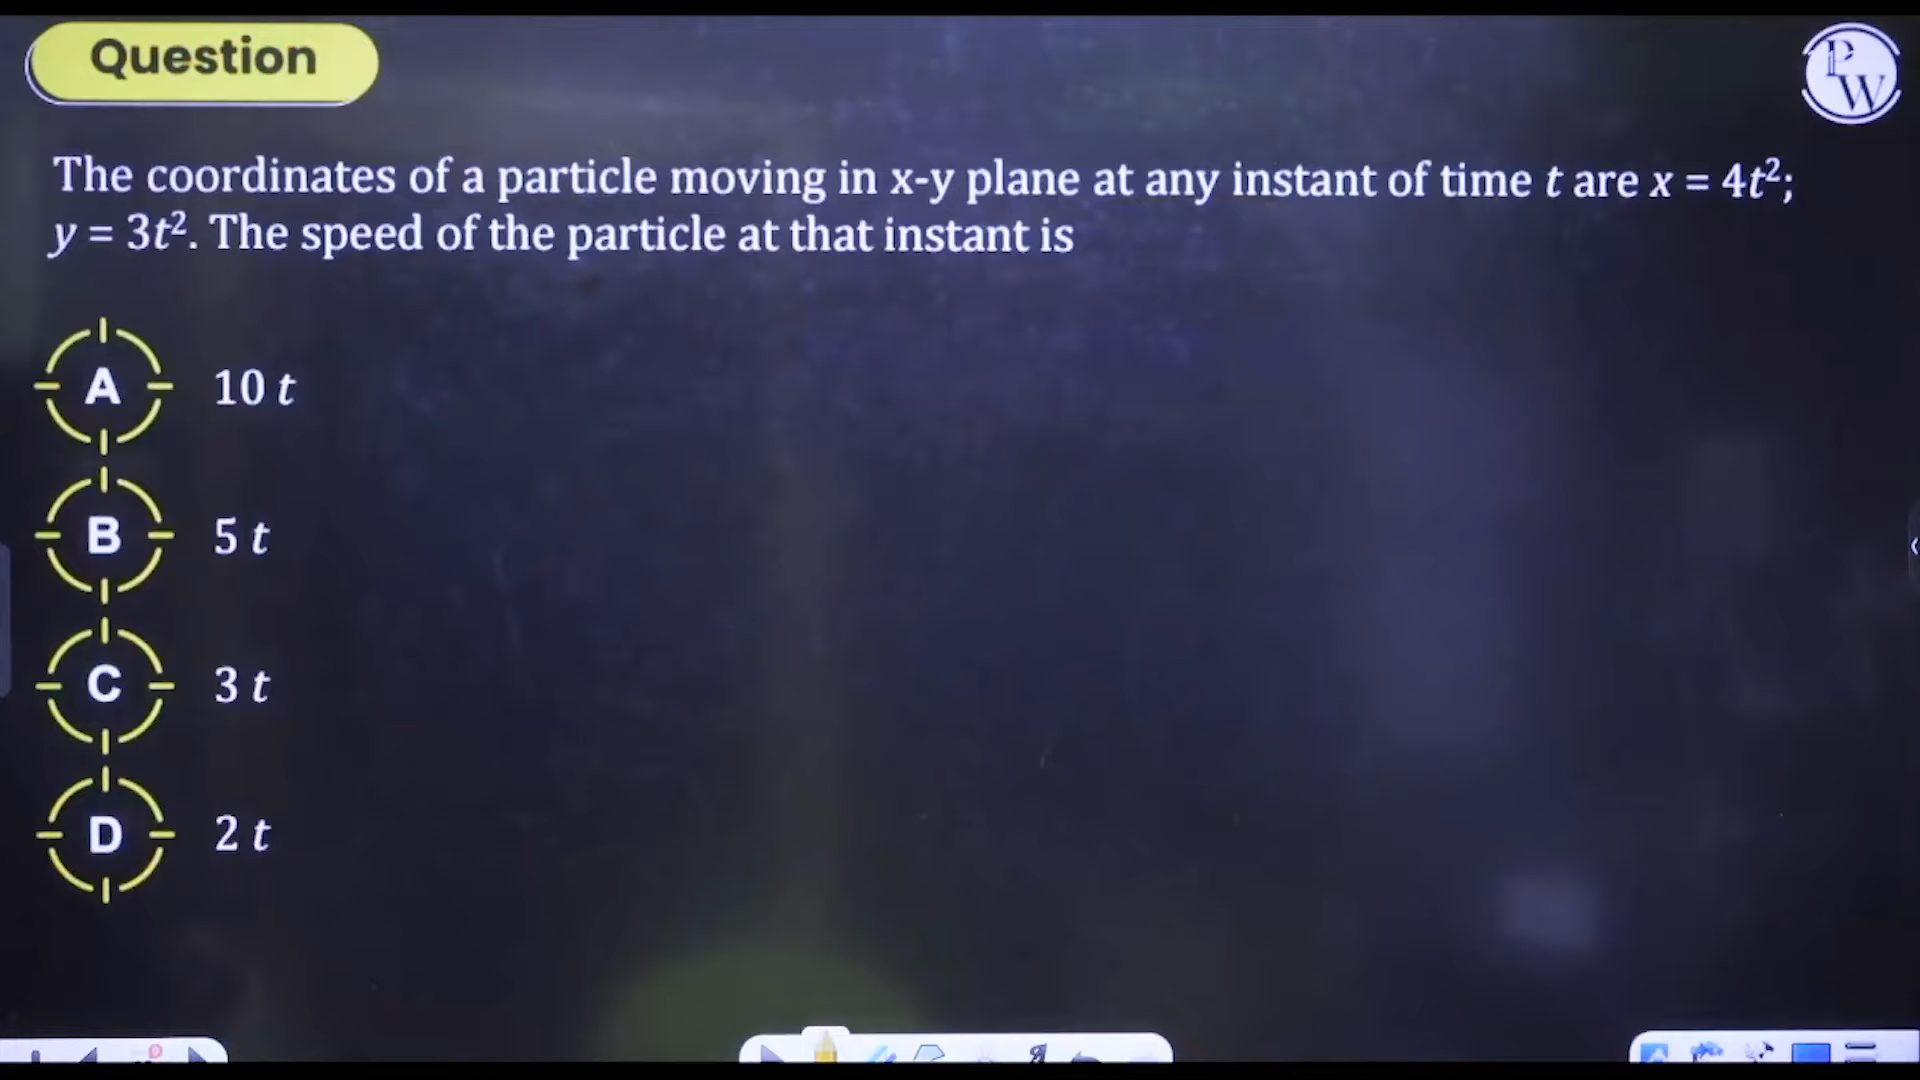 Question
PW
The coordinates of a particle moving in x-y plane at any instant of time t are x = 4t²;
y = 3t². The speed of the particle at that instant is
A 10 t
B 5 t
C 3 t
D 2 t